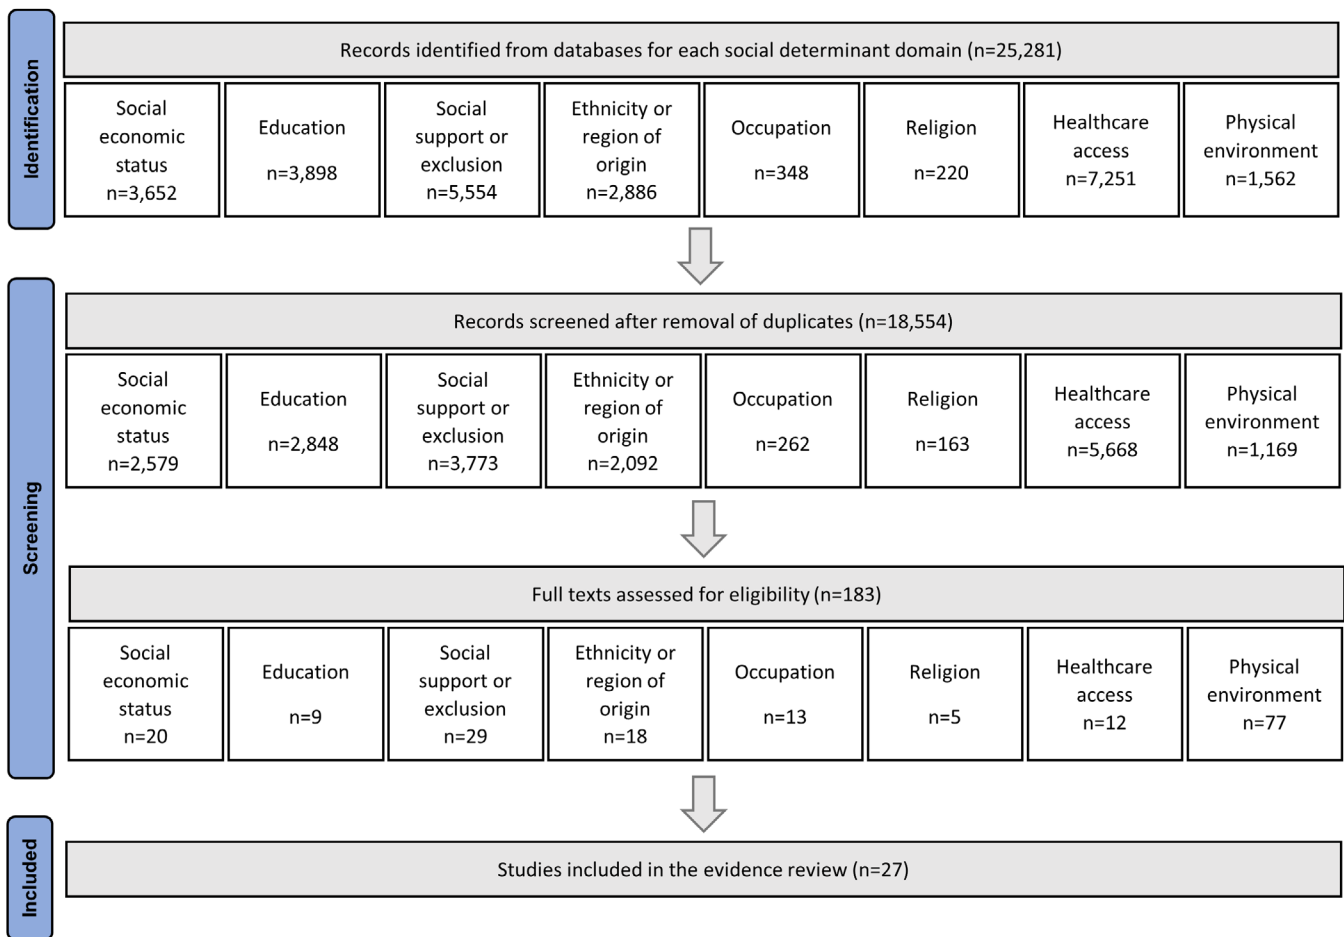 Identification
Records identified from databases for each social determinant domain (n=25,281)
Social
economic
status
n=3,652
Education
n=3,898
Social
support or
exclusion
n=5,554
Ethnicity or
region of
origin
n=2,886
Occupation
n=348
Religion
n=220
Healthcare
access
n=7,251
Physical
environment
n=1,562
Screening
Records screened after removal of duplicates (n=18,554)
Social
economic
status
n=2,579
Education
n=2,848
Social
support or
exclusion
n=3,773
Ethnicity or
region of
origin
n=2,092
Occupation
n=262
Religion
n=163
Healthcare
access
n=5,668
Physical
environment
n=1,169
Full texts assessed for eligibility (n=183)
Social
economic
status
n=20
Education
n=9
Social
support or
exclusion
n=29
Ethnicity or
region of
origin
n=18
Occupation
n=13
Religion
n=5
Healthcare
access
n=12
Physical
environment
n=77
Included
Studies included in the evidence review (n=27)